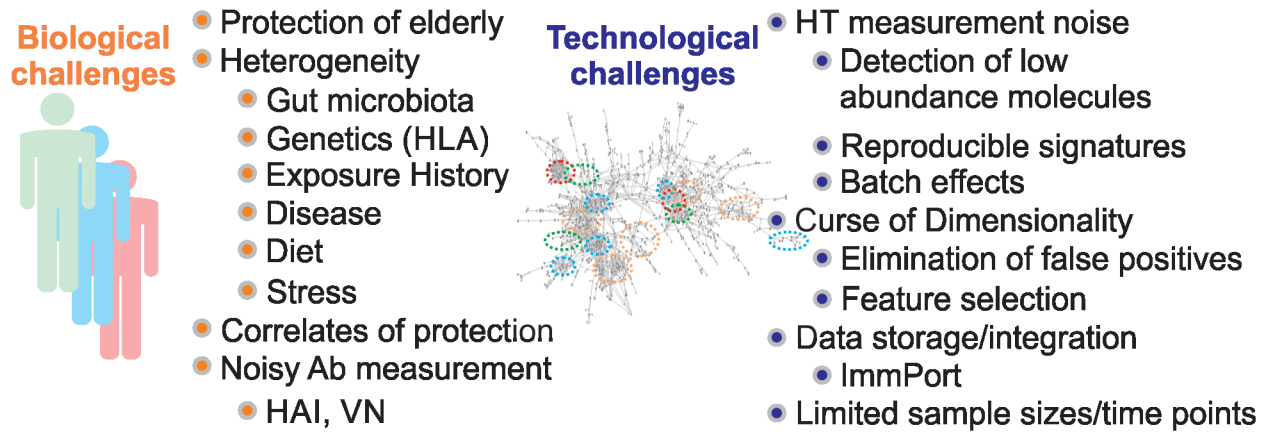 Biological
challenges
Protection of elderly
Heterogeneity
Gut microbiota
Genetics (HLA)
Exposure History
Disease
Diet
Stress
Correlates of protection
Noisy Ab measurement
HAI, VN
Technological
challenges
HT measurement noise
Detection of low
abundance molecules
Reproducible signatures
Batch effects
Curse of Dimensionality
Elimination of false positives
Feature selection
Data storage/integration
ImmPort
Limited sample sizes/time points